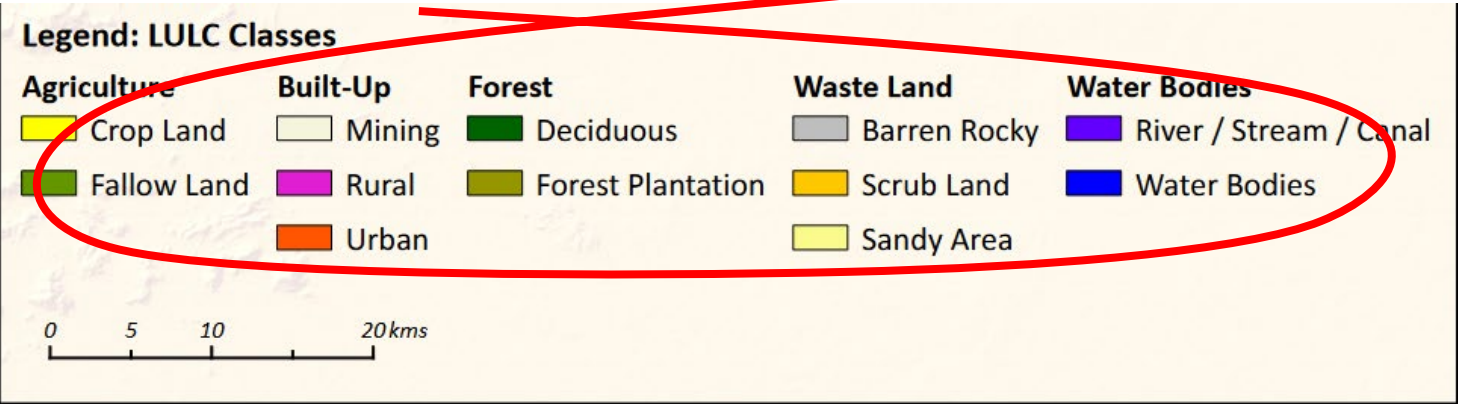 Legend: LULC Classes
Agriculture Built-Up Forest Waste Land Water Bodies
Crop Land Mining Deciduous Barren Rocky River / Stream / Canal
Fallow Land Rural Forest Plantation Scrub Land Water Bodies
Urban Sandy Area
0 5 10 20 kms